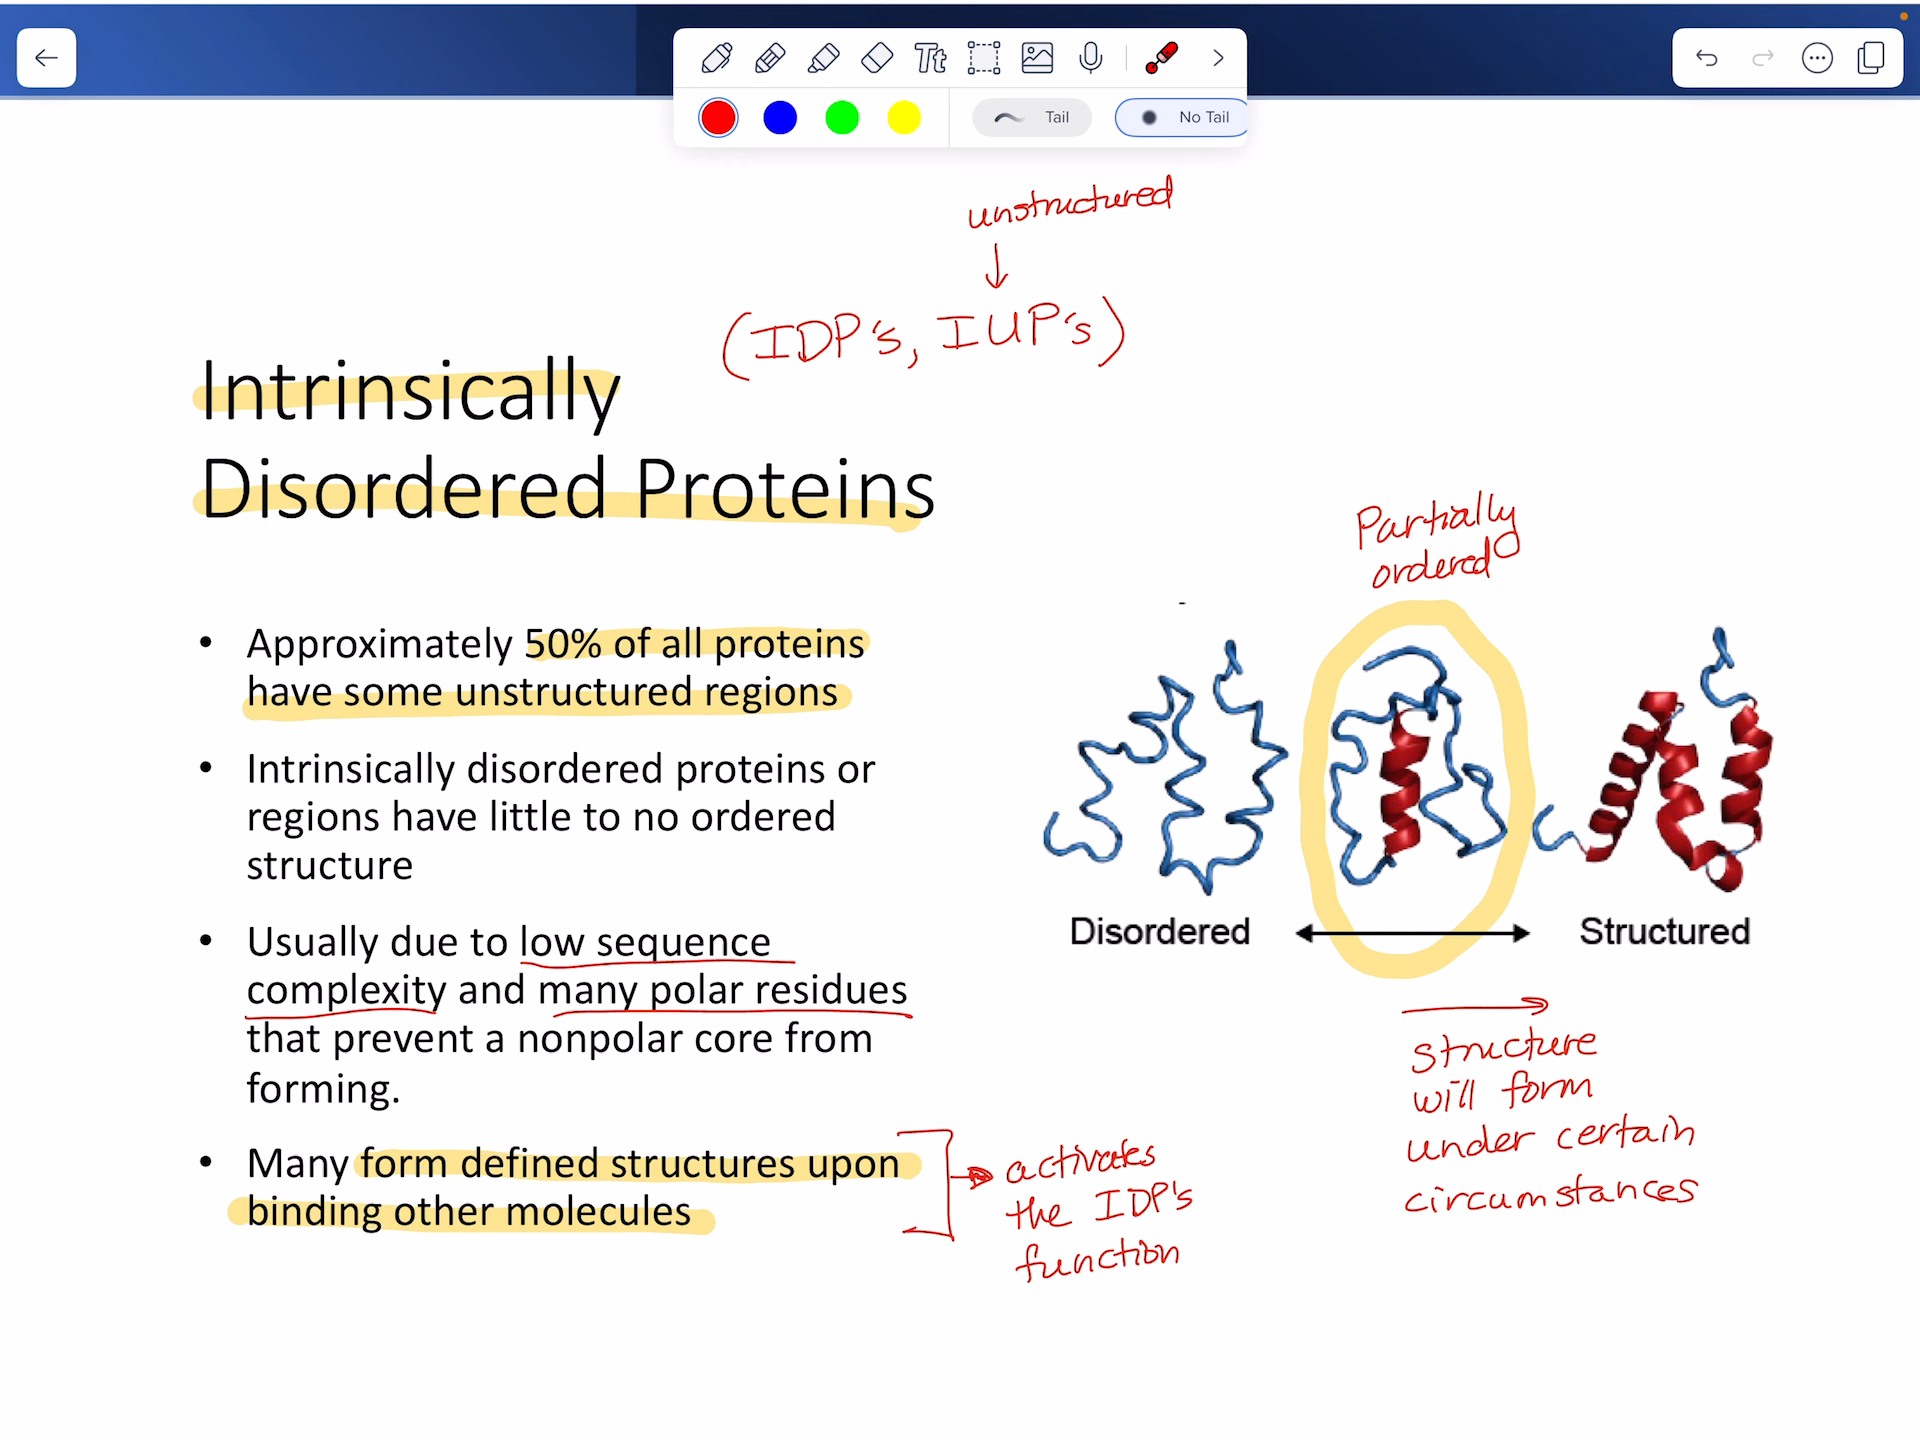 Tt
Tail
No Tail
unstructured
(IDP's, IUP's)
Intrinsically
Disordered Proteins
• Approximately 50% of all proteins
have some unstructured regions
• Intrinsically disordered proteins or
regions have little to no ordered
structure
• Usually due to low sequence
complexity and many polar residues
that prevent a nonpolar core from
forming.
• Many form defined structures upon
binding other molecules
activates
the IDP's
function
Partially
ordered
Disordered
Structured
structure
will form
under certain
circumstances